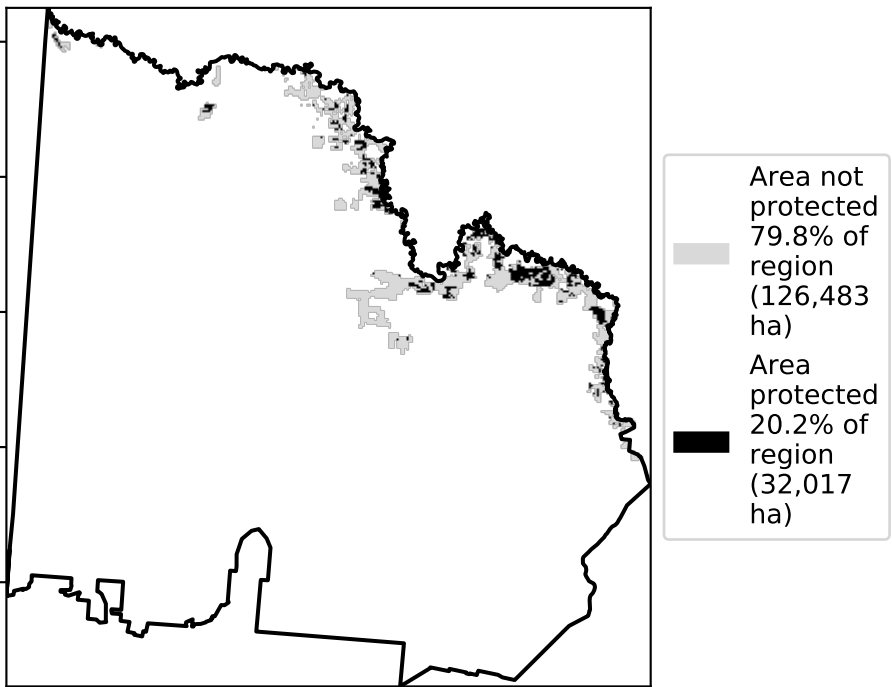 Area not
protected
79.8% of
region
(126,483
ha)
Area
protected
20.2% of
region
(32,017
ha)